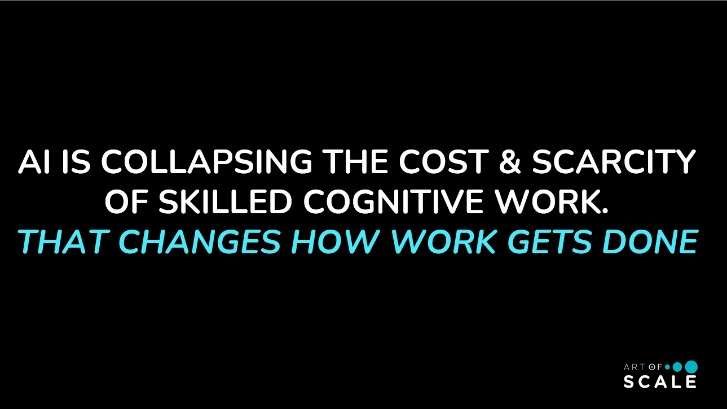 AI IS COLLAPSING THE COST & SCARCITY
OF SKILLED COGNITIVE WORK.
THAT CHANGES HOW WORK GETS DONE
ART OF
SCALE